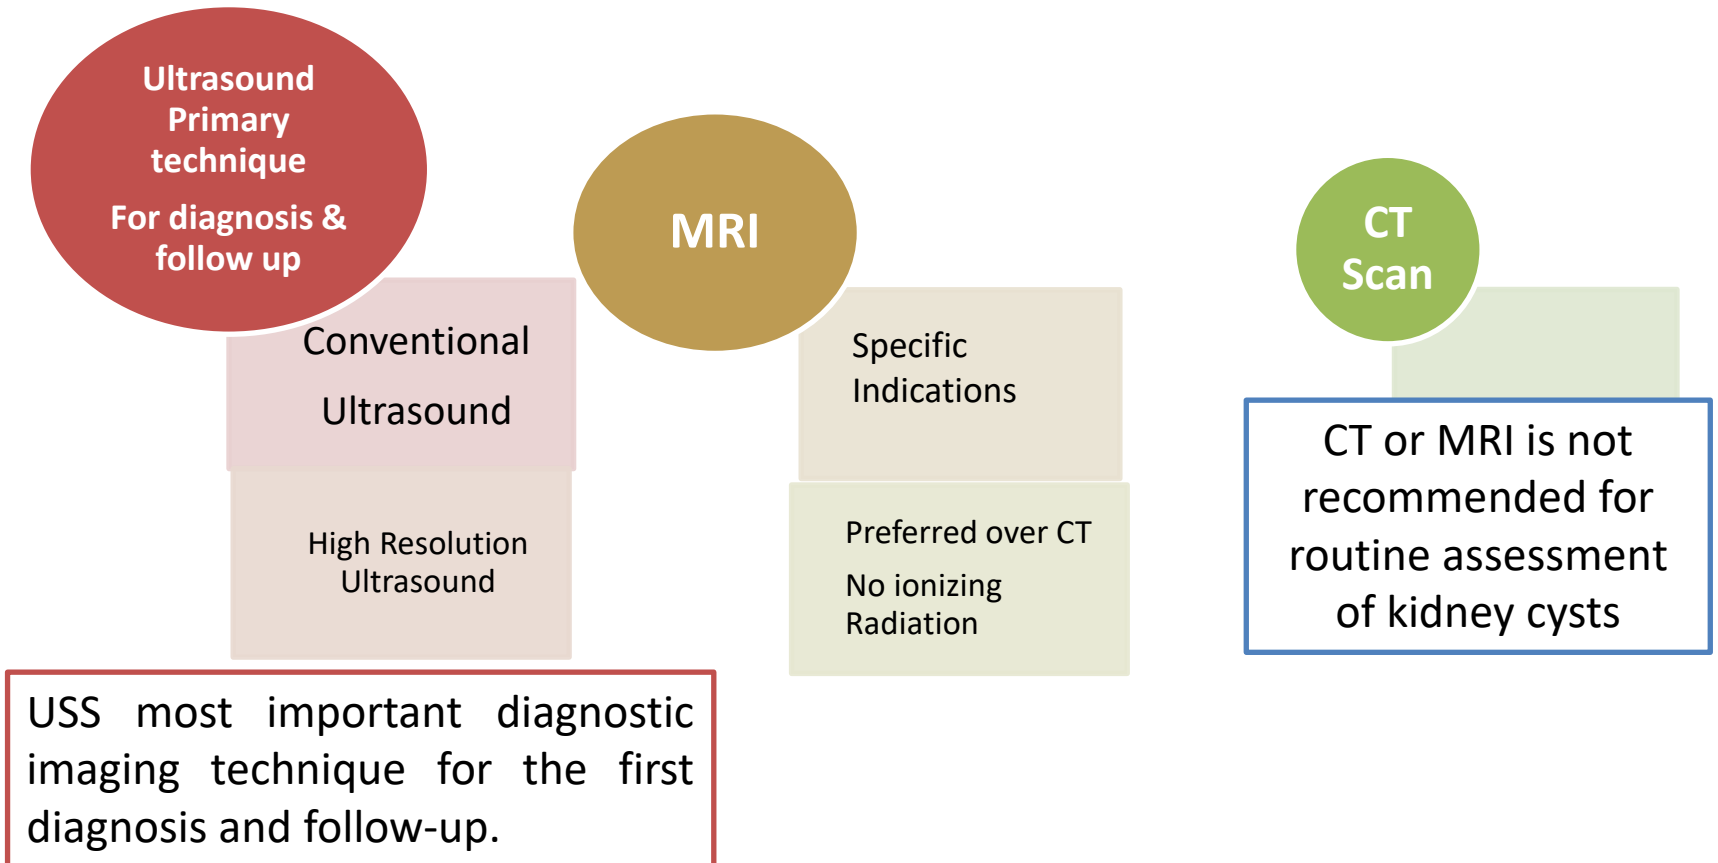 Ultrasound
Primary
technique
For diagnosis &
follow up
Conventional
Ultrasound
High Resolution
Ultrasound
USS most important diagnostic
imaging technique for the first
diagnosis and follow-up.
MRI
Specific
Indications
Preferred over CT
No ionizing
Radiation
CT
Scan
CT or MRI is not
recommended for
routine assessment
of kidney cysts